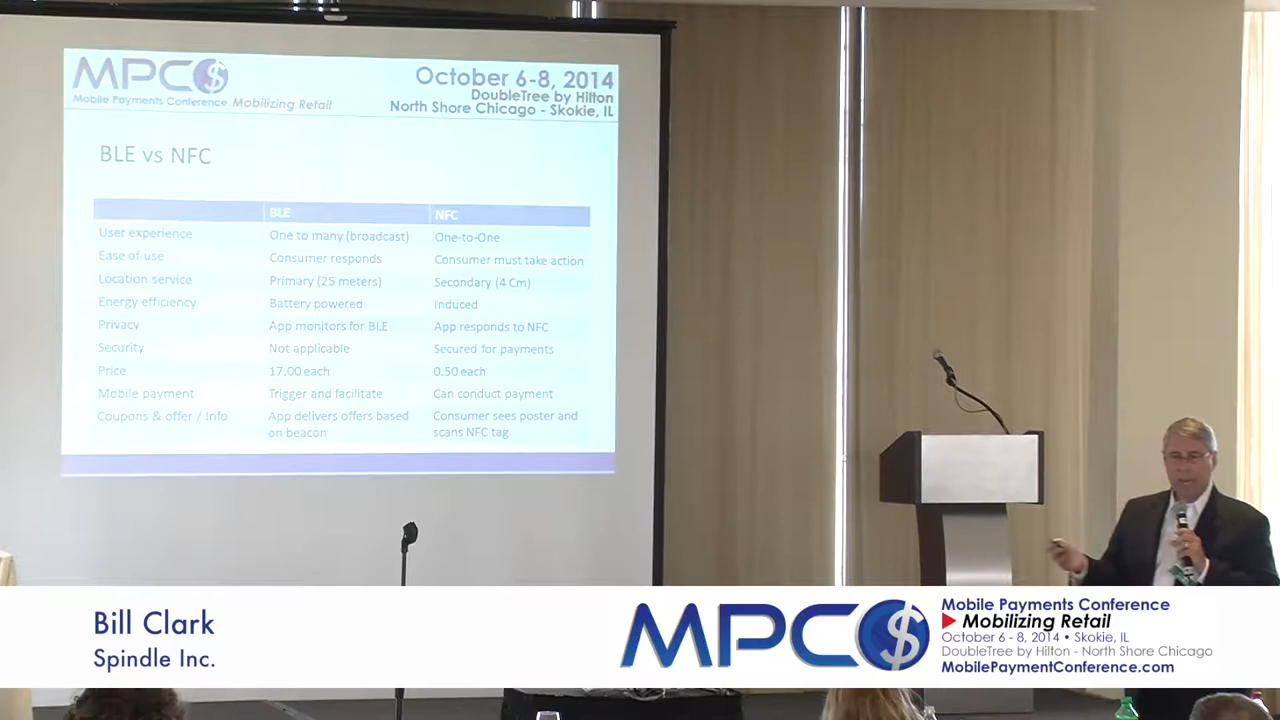 MPC$
Mobile Payments Conference Mobilizing Retail
October 6-8, 2014
DoubleTree by Hilton
North Shore Chicago - Skokie, IL
BLE vs NFC
BLE NFC
User experience One to many (broadcast) One-to-One
Ease of use Consumer responds Consumer must take action
Location service Primary (25 meters) Secondary (4 Cm)
Energy efficiency Battery powered Induced
Privacy App monitors for BLE App responds to NFC
Security Not applicable Secured for payments
Price 17.00 each 0.50 each
Mobile payment Trigger and facilitate Can conduct payment
Coupons & offer / Info App delivers offers based Consumer sees poster and
on beacon scans NFC tag
Bill Clark
Spindle Inc.
MPC$
Mobile Payments Conference
Mobilizing Retail
October 6 - 8, 2014 • Skokie, IL
DoubleTree by Hilton - North Shore Chicago
MobilePaymentConference.com